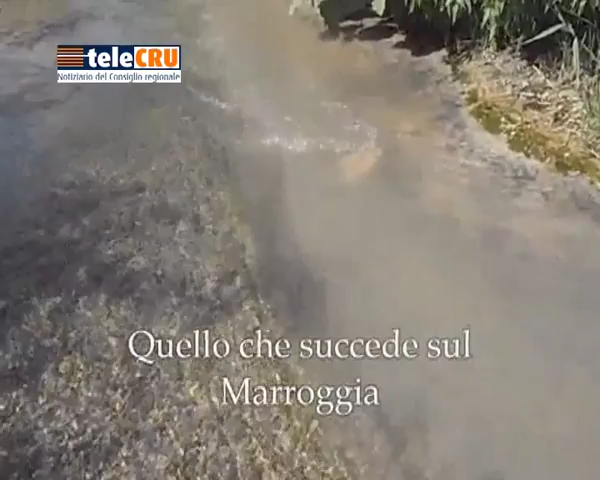 teleCRU
Notiziario del Consiglio regionale
Quello che succede sul
Marroggia